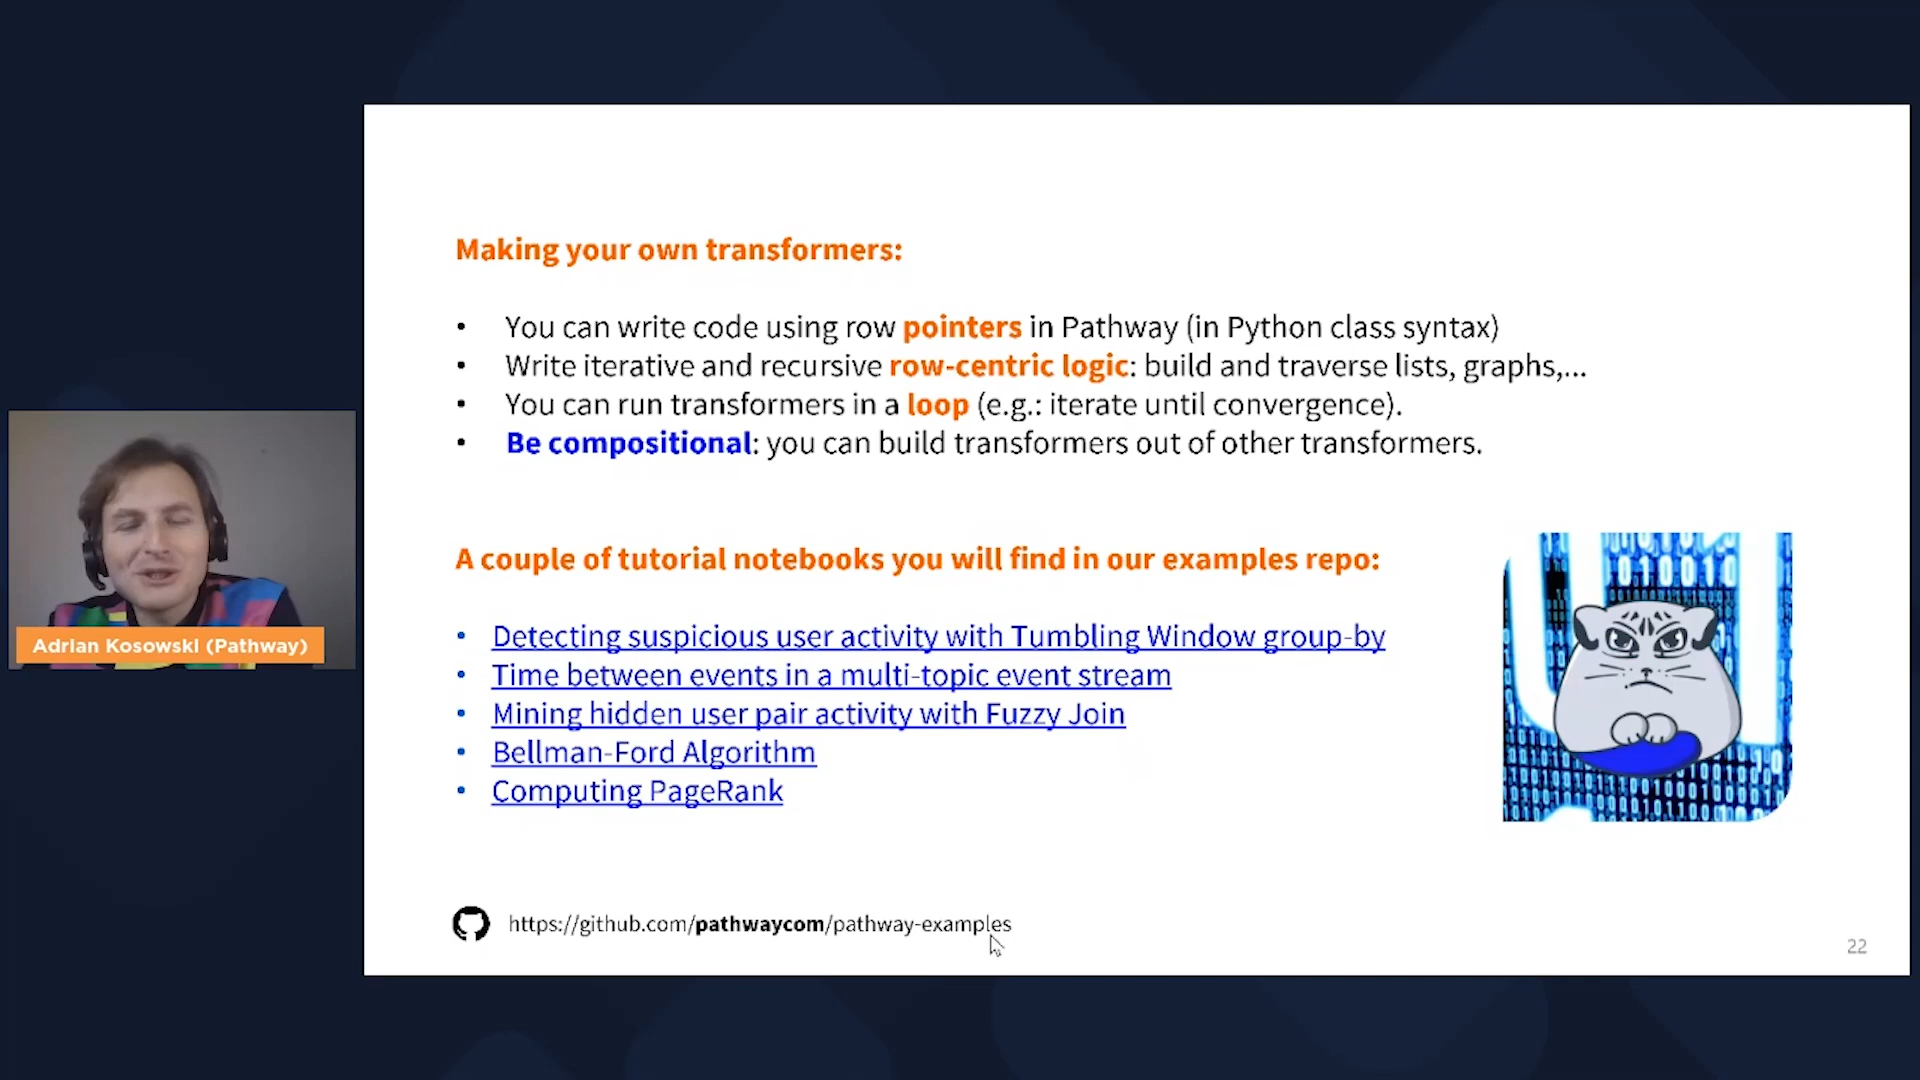 Making your own transformers:
• You can write code using row pointers in Pathway (in Python class syntax)
• Write iterative and recursive row-centric logic: build and traverse lists, graphs,...
• You can run transformers in a loop (e.g.: iterate until convergence).
• Be compositional: you can build transformers out of other transformers.
Adrian Kosowski (Pathway)
A couple of tutorial notebooks you will find in our examples repo:
• Detecting suspicious user activity with Tumbling Window group-by
• Time between events in a multi-topic event stream
• Mining hidden user pair activity with Fuzzy Join
• Bellman-Ford Algorithm
• Computing PageRank
https://github.com/pathwaycom/pathway-examples
22